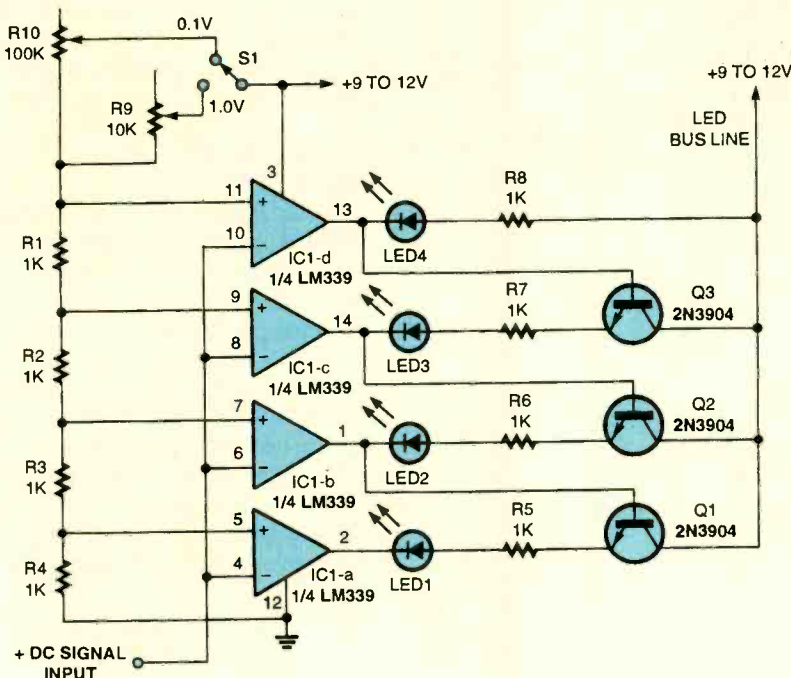 R10
100K
0.1V
S1
+9 TO 12V
R9
10K
1.0V
+9 TO 12V
LED
BUS LINE
3
11
+
10
−
13
IC1-d
1/4 LM339
LED4
R8
1K
R1
1K
9
+
8
−
14
IC1-c
1/4 LM339
LED3
R7
1K
Q3
2N3904
R2
1K
7
+
6
−
1
IC1-b
1/4 LM339
LED2
R6
1K
Q2
2N3904
R3
1K
5
+
4
−
2
12
IC1-a
1/4 LM339
LED1
R5
1K
Q1
2N3904
R4
1K
+ DC SIGNAL
INPUT